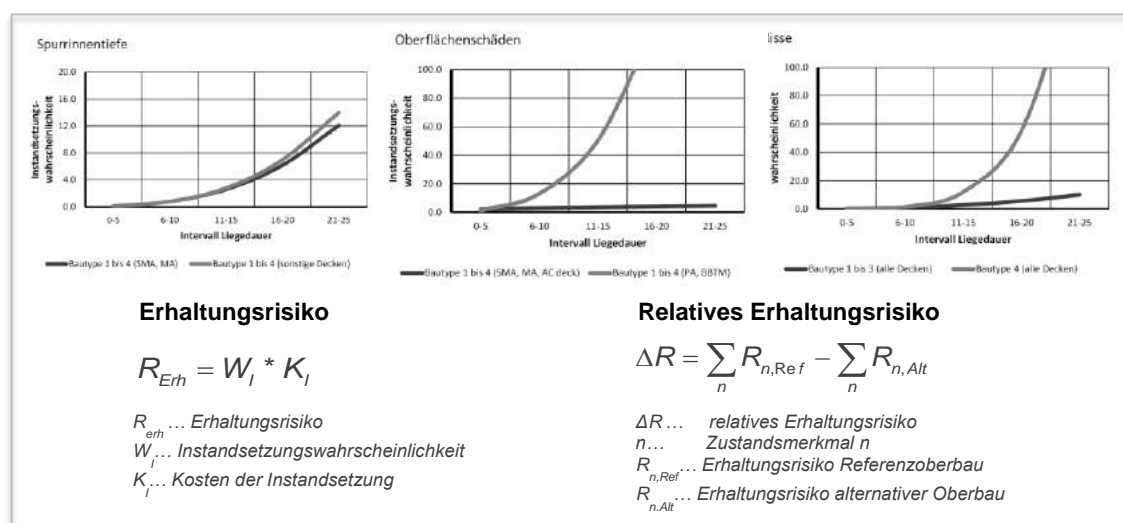 Spurrinnentiefe
Instandsetzungs-
wahrscheinlichkeit
20.0
16.0
12.0
8.0
4.0
0.0
0-5 6-10 11-15 16-20 21-25
Intervall Liegedauer
Bautype 1 bis 4 (SMA, MA) Bautype 1 bis 4 (sonstige Decken)
Oberflächenschäden
Instandsetzungs-
wahrscheinlichkeit
100.0
80.0
60.0
40.0
20.0
0.0
0-5 6-10 11-15 16-20 21-25
Intervall Liegedauer
Bautype 1 bis 4 (SMA, MA, AC deck) Bautype 1 bis 4 (PA, BBTM)
isse
wahrscheinlichkeit
100.0
80.0
60.0
40.0
20.0
0.0
0-5 6-10 11-15 16-20 21-25
Intervall Liegedauer
Bautype 1 bis 3 (alle Decken) Bautype 4 (alle Decken)
Erhaltungsrisiko
R_Erh = W_I * K_I
R_erh … Erhaltungsrisiko
W_I … Instandsetzungswahrscheinlichkeit
K_I … Kosten der Instandsetzung
Relatives Erhaltungsrisiko
ΔR = ∑_n R_n,Ref − ∑_n R_n,Alt
ΔR … relatives Erhaltungsrisiko
n… Zustandsmerkmal n
R_n,Ref … Erhaltungsrisiko Referenzoberbau
R_n,Alt … Erhaltungsrisiko alternativer Oberbau